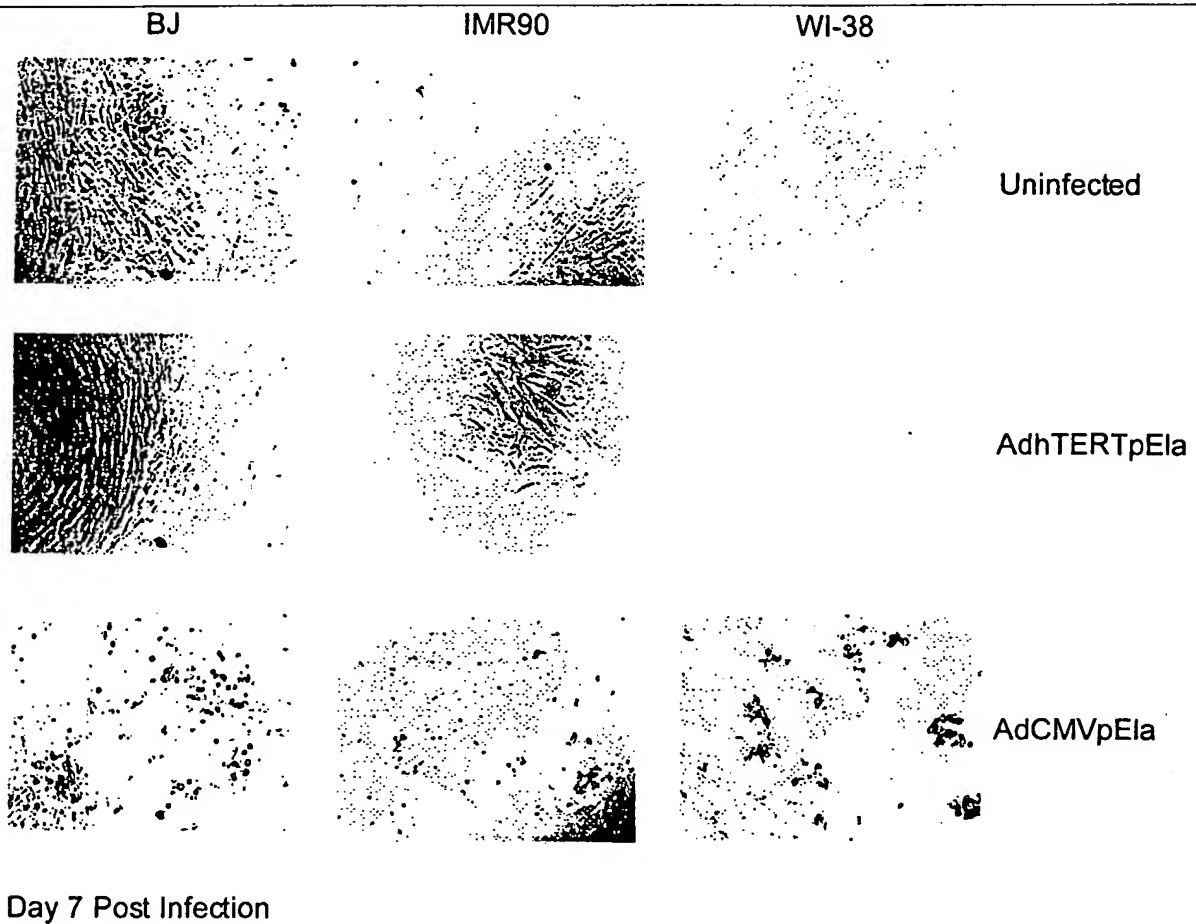 BJ IMR90 WI-38
Uninfected
AdhTERTpEla
AdCMVpEla
Day 7 Post Infection